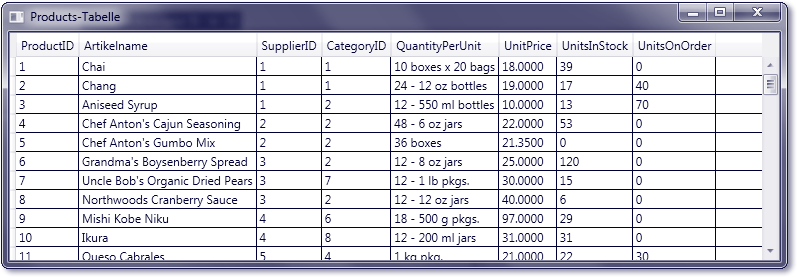 Products-Tabelle
ProductID Artikelname SupplierID CategoryID QuantityPerUnit UnitPrice UnitsInStock UnitsOnOrder
1 Chai 1 1 10 boxes x 20 bags 18.0000 39 0
2 Chang 1 1 24 - 12 oz bottles 19.0000 17 40
3 Aniseed Syrup 1 2 12 - 550 ml bottles 10.0000 13 70
4 Chef Anton's Cajun Seasoning 2 2 48 - 6 oz jars 22.0000 53 0
5 Chef Anton's Gumbo Mix 2 2 36 boxes 21.3500 0 0
6 Grandma's Boysenberry Spread 3 2 12 - 8 oz jars 25.0000 120 0
7 Uncle Bob's Organic Dried Pears 3 7 12 - 1 lb pkgs. 30.0000 15 0
8 Northwoods Cranberry Sauce 3 2 12 - 12 oz jars 40.0000 6 0
9 Mishi Kobe Niku 4 6 18 - 500 g pkgs. 97.0000 29 0
10 Ikura 4 8 12 - 200 ml jars 31.0000 31 0
11 Queso Cabrales 5 4 1 kg pkg. 21.0000 22 30